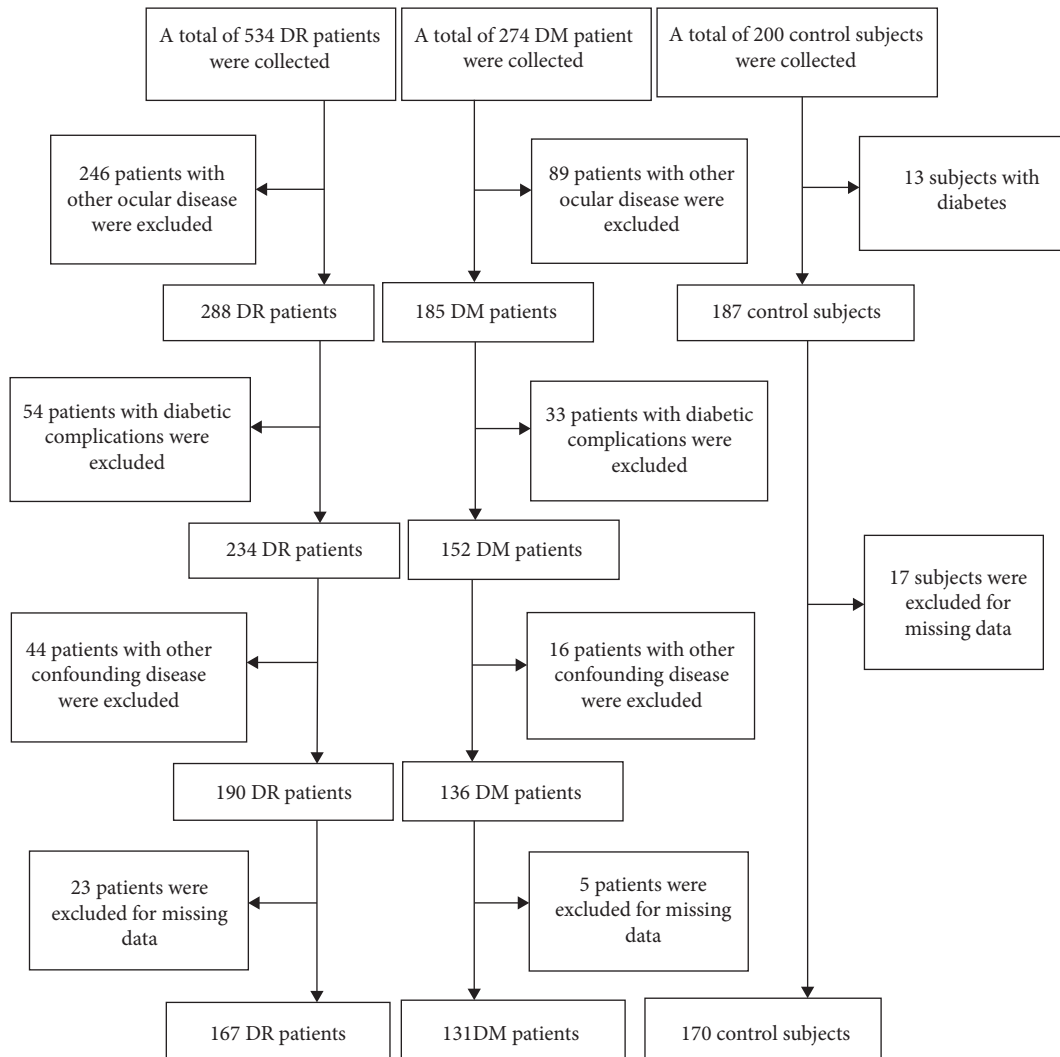 A total of 534 DR patients
were collected
A total of 274 DM patient
were collected
A total of 200 control subjects
were collected
246 patients with
other ocular disease
were excluded
89 patients with other
ocular disease were
excluded
13 subjects with
diabetes
288 DR patients
185 DM patients
187 control subjects
54 patients with diabetic
complications were
excluded
33 patients with diabetic
complications were
excluded
234 DR patients
152 DM patients
17 subjects were
excluded for
missing data
44 patients with other
confounding disease
were excluded
16 patients with other
confounding disease
were excluded
190 DR patients
136 DM patients
23 patients were
excluded for missing
data
5 patients were
excluded for missing
data
167 DR patients
131DM patients
170 control subjects